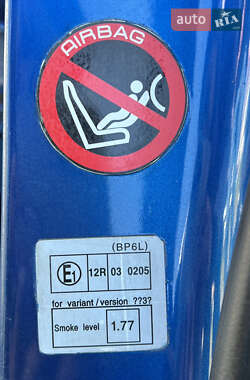 auto RIA
AIRBAG
(BP6L)
E1 12R 03 0205
for variant/version ??3?
Smoke level 1.77